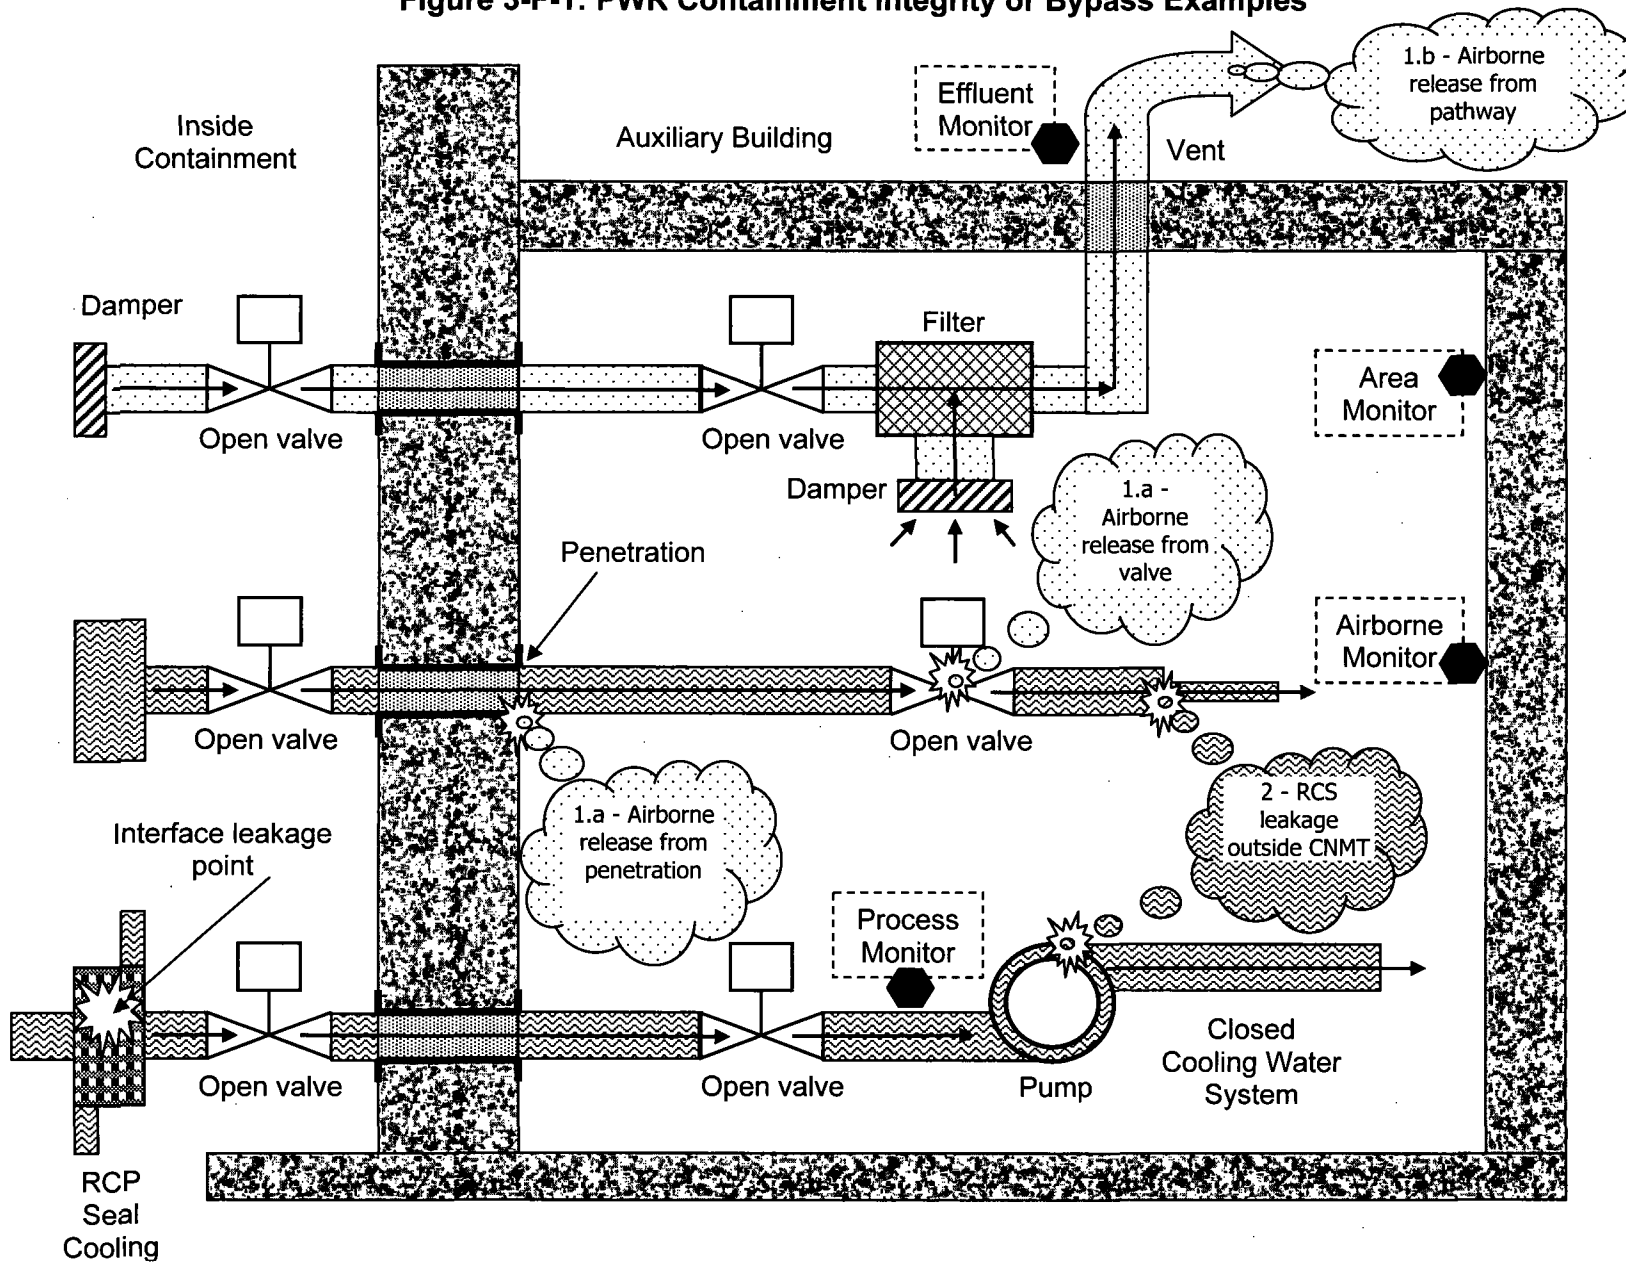 Figure 3-F-1: PWR Containment Integrity or Bypass Examples
1.b - Airborne
release from
pathway
Effluent
Monitor
Inside
Containment
Auxiliary Building
Vent
Damper
Filter
Area
Monitor
Open valve
Open valve
Damper
1.a -
Airborne
release from
valve
Penetration
Airborne
Monitor
Open valve
Open valve
2 - RCS
leakage
outside CNMT
1.a - Airborne
release from
penetration
Interface leakage
point
Process
Monitor
Open valve
Open valve
Pump
Closed
Cooling Water
System
RCP
Seal
Cooling